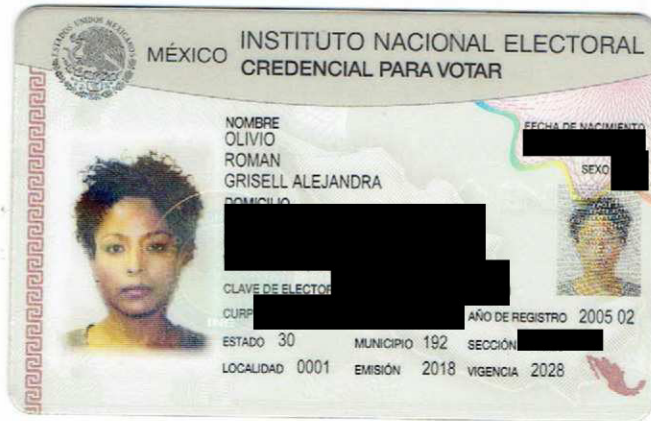 ESTADOS UNIDOS MEXICANOS
MÉXICO INSTITUTO NACIONAL ELECTORAL
CREDENCIAL PARA VOTAR
NOMBRE
OLIVIO
ROMAN
GRISELL ALEJANDRA
FECHA DE NACIMIENTO
SEXO
DOMICILIO
CLAVE DE ELECTOR
CURP
AÑO DE REGISTRO 2005 02
ESTADO 30 MUNICIPIO 192 SECCIÓN
LOCALIDAD 0001 EMISIÓN 2018 VIGENCIA 2028